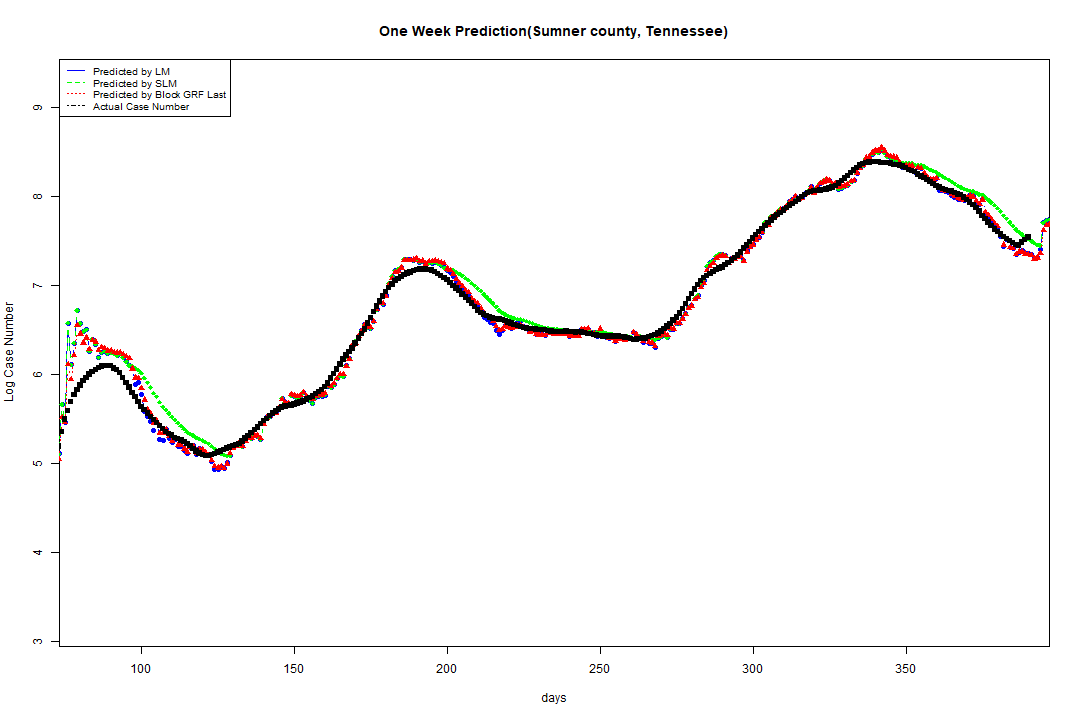 One Week Prediction(Sumner county, Tennessee)
Predicted by LM
Predicted by SLM
Predicted by Block GRF Last
Actual Case Number
Log Case Number
9
8
7
6
5
4
3
100 150 200 250 300 350
days